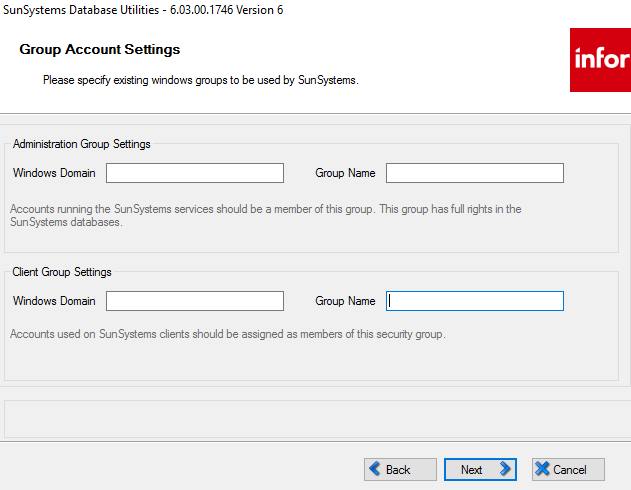 SunSystems Database Utilities - 6.03.00.1746 Version 6
Group Account Settings
Please specify existing windows groups to be used by SunSystems.
infor
Administration Group Settings
Windows Domain
Group Name
Accounts running the SunSystems services should be a member of this group. This group has full rights in the
SunSystems databases.
Client Group Settings
Windows Domain
Group Name
Accounts used on SunSystems clients should be assigned as members of this security group.
Back
Next
Cancel